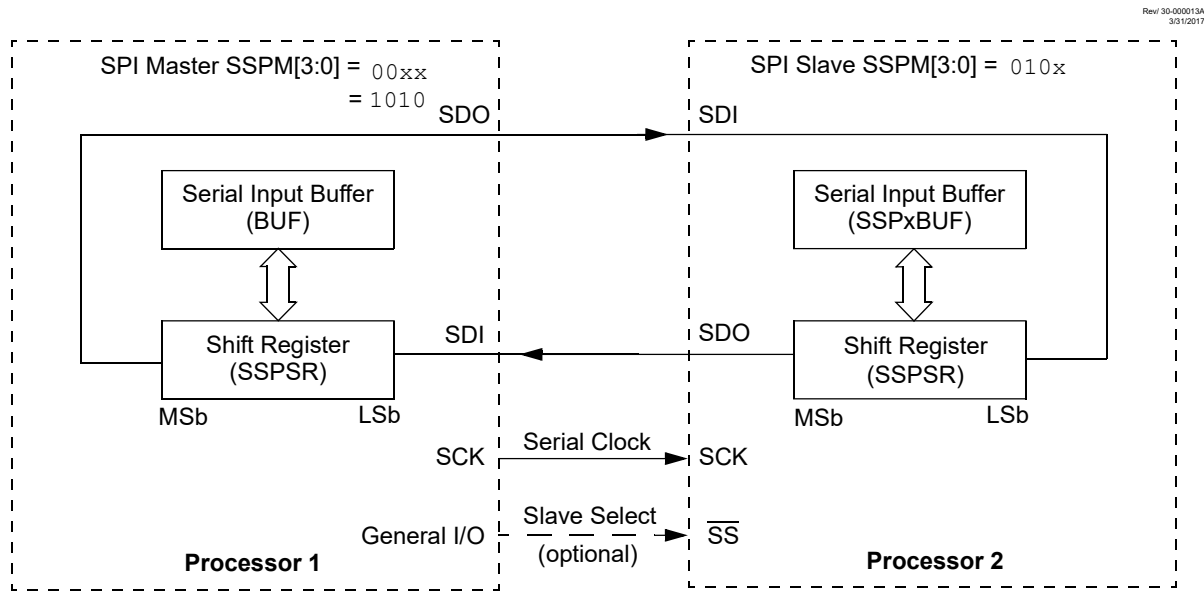 Rev/ 30-000013A
3/31/2017
SPI Master SSPM[3:0] = 00xx
= 1010
SPI Slave SSPM[3:0] = 010x
SDO
SDI
Serial Input Buffer
(BUF)
Serial Input Buffer
(SSPxBUF)
Shift Register
(SSPSR)
SDI
SDO
Shift Register
(SSPSR)
MSb
LSb
MSb
LSb
SCK
Serial Clock
SCK
General I/O
Slave Select
(optional)
S̅S̅
Processor 1
Processor 2